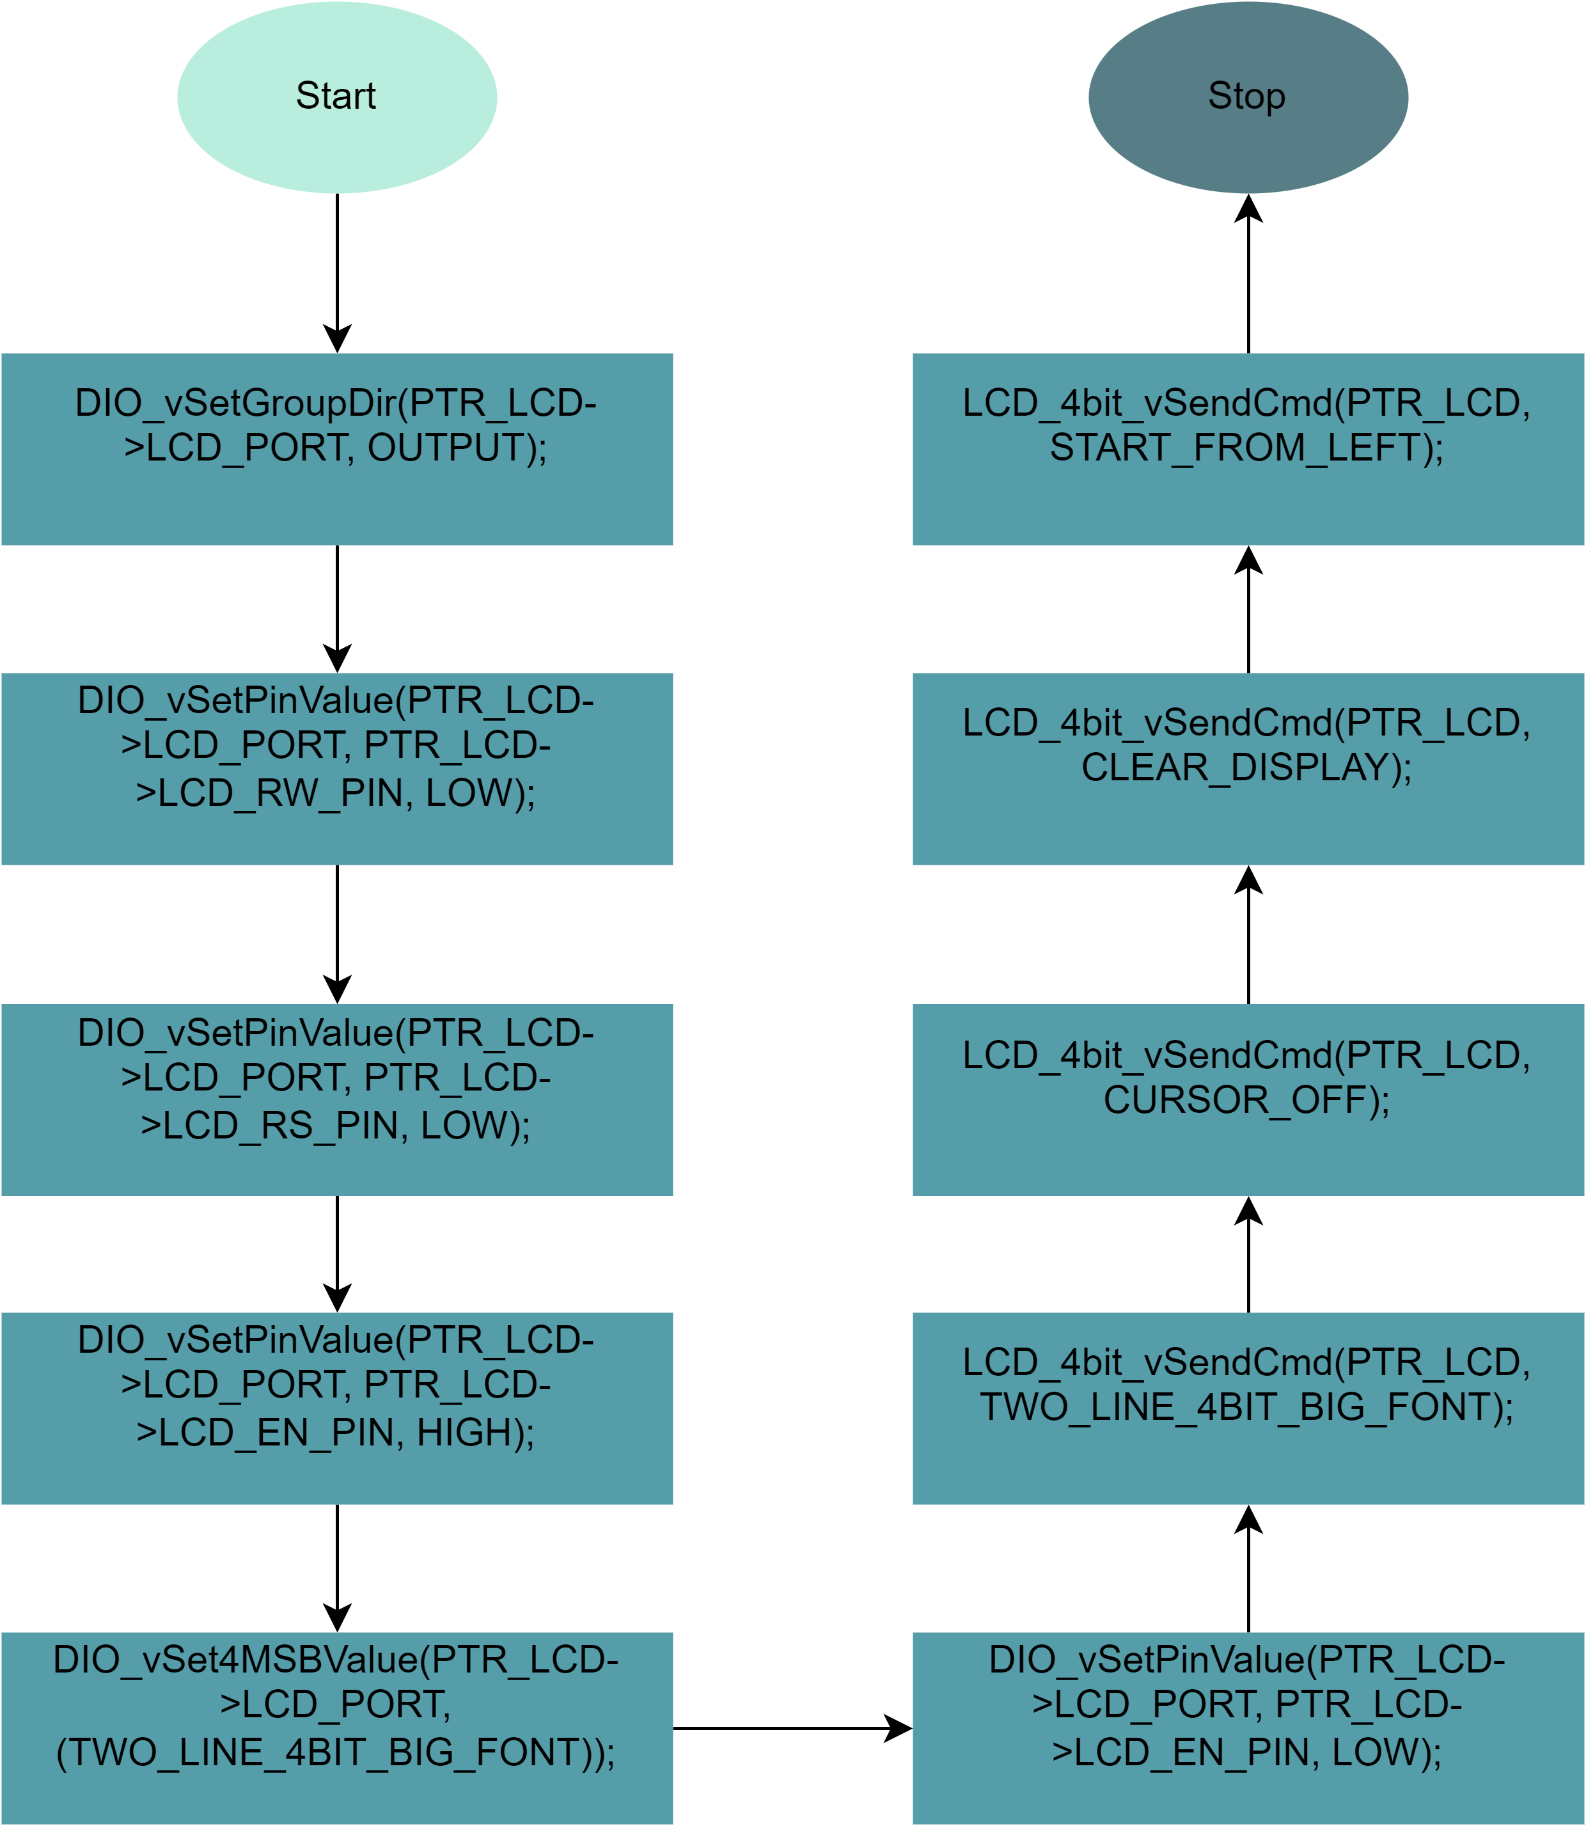 Start
DIO_vSetGroupDir(PTR_LCD-
>LCD_PORT, OUTPUT);
DIO_vSetPinValue(PTR_LCD-
>LCD_PORT, PTR_LCD-
>LCD_RW_PIN, LOW);
DIO_vSetPinValue(PTR_LCD-
>LCD_PORT, PTR_LCD-
>LCD_RS_PIN, LOW);
DIO_vSetPinValue(PTR_LCD-
>LCD_PORT, PTR_LCD-
>LCD_EN_PIN, HIGH);
DIO_vSet4MSBValue(PTR_LCD-
>LCD_PORT,
(TWO_LINE_4BIT_BIG_FONT));
DIO_vSetPinValue(PTR_LCD-
>LCD_PORT, PTR_LCD-
>LCD_EN_PIN, LOW);
LCD_4bit_vSendCmd(PTR_LCD,
TWO_LINE_4BIT_BIG_FONT);
LCD_4bit_vSendCmd(PTR_LCD,
CURSOR_OFF);
LCD_4bit_vSendCmd(PTR_LCD,
CLEAR_DISPLAY);
LCD_4bit_vSendCmd(PTR_LCD,
START_FROM_LEFT);
Stop